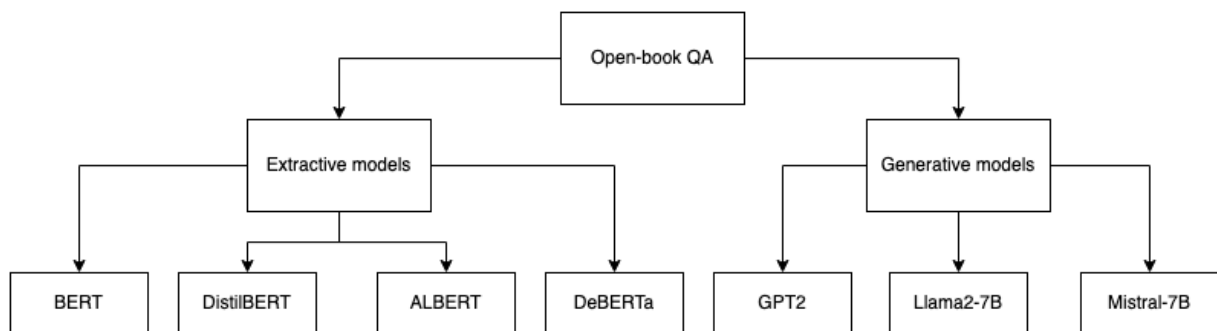 Open-book QA
Extractive models
Generative models
BERT
DistilBERT
ALBERT
DeBERTa
GPT2
Llama2-7B
Mistral-7B